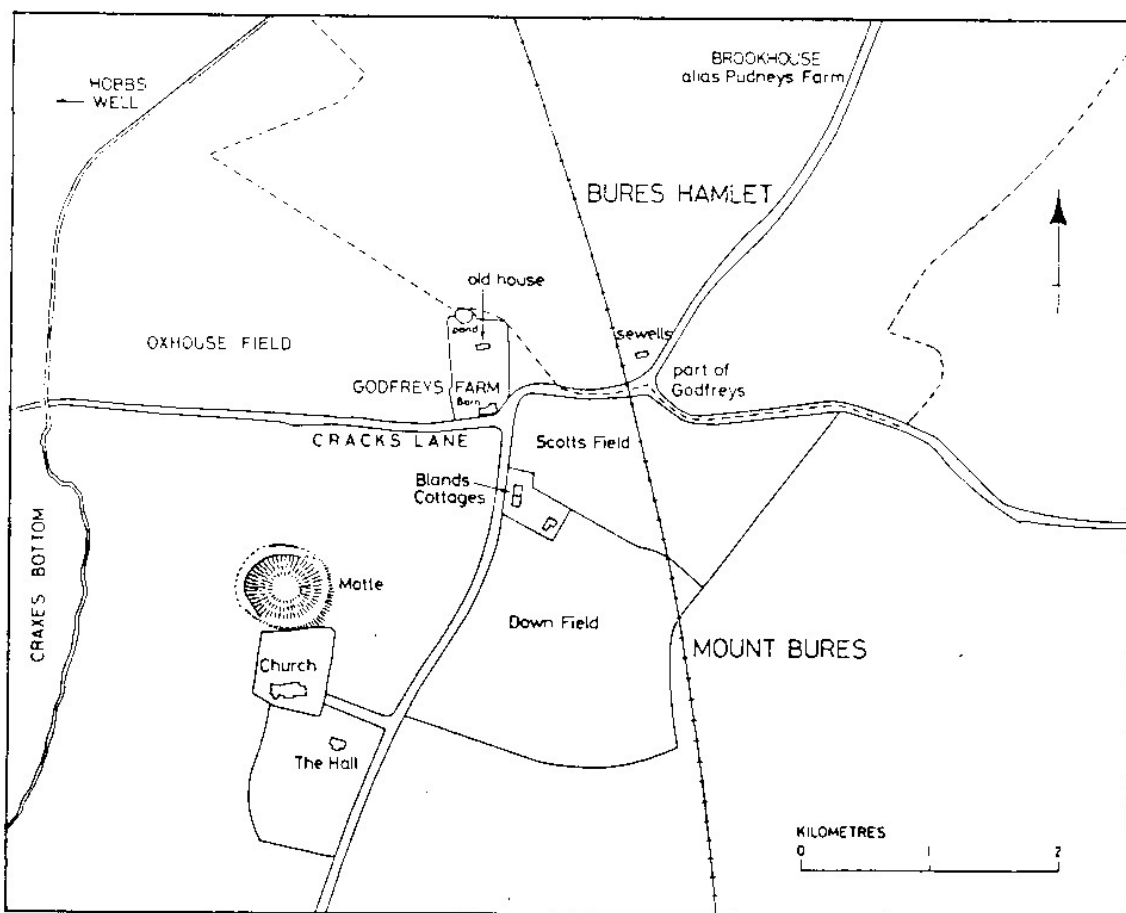 HOBBS
WELL
BROOKHOUSE
alias Pudneys Farm
BURES HAMLET
old house
pond
sewells
OXHOUSE FIELD
part of
Godfreys
GODFREYS FARM
Barn
CRACKS LANE
Scotts Field
Blands
Cottages
CRAXES BOTTOM
Motte
Down Field
MOUNT BURES
Church
The Hall
KILOMETRES
0 1 2